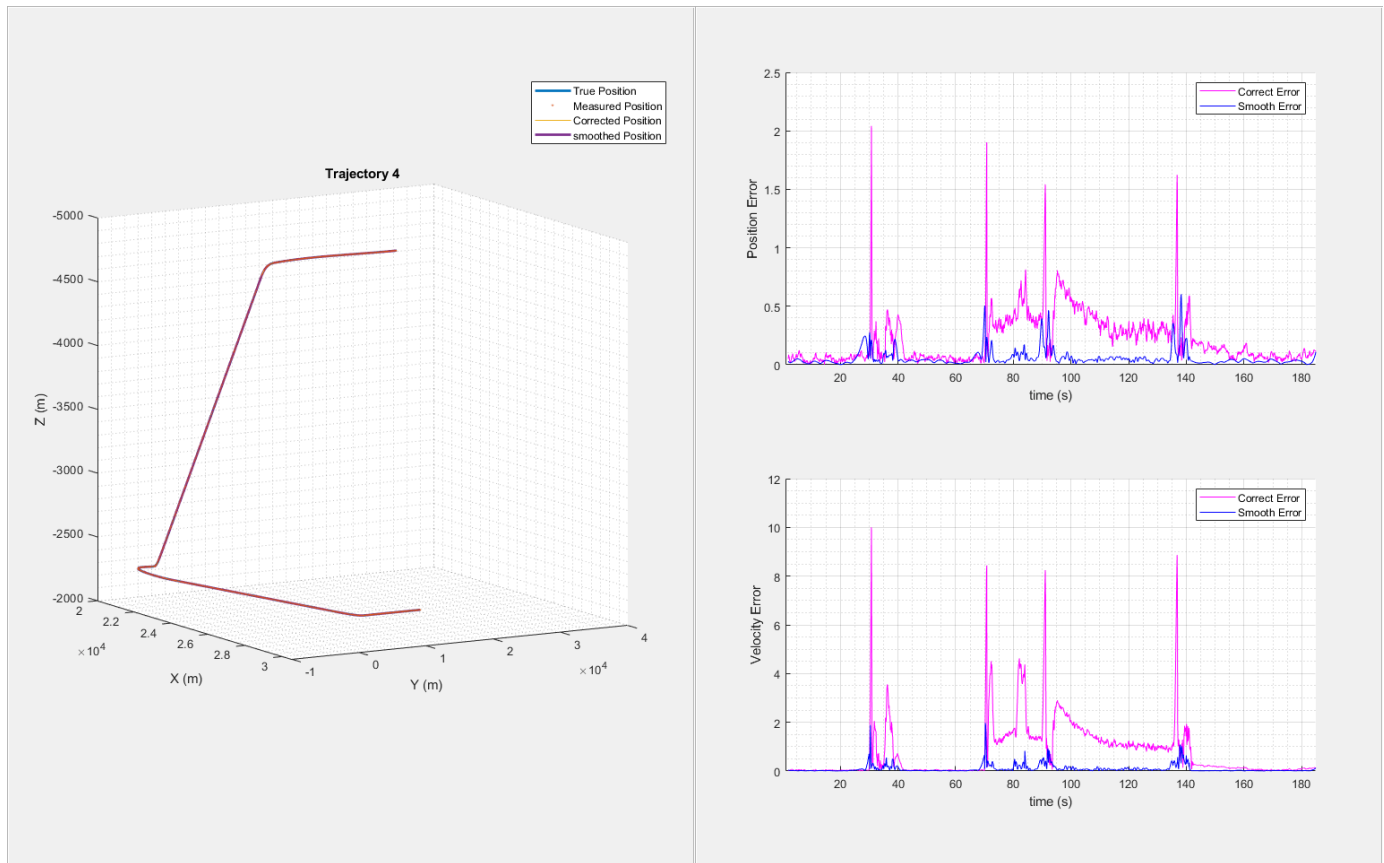 True Position
Measured Position
Corrected Position
smoothed Position
Trajectory 4
-5000
-4500
-4000
-3500
-3000
-2500
-2000
Z (m)
2
2.2
2.4
2.6
2.8
3
×10⁴
X (m)
-1
0
1
2
3
4
×10⁴
Y (m)
Correct Error
Smooth Error
2.5
2
1.5
1
0.5
0
Position Error
20 40 60 80 100 120 140 160 180
time (s)
Correct Error
Smooth Error
12
10
8
6
4
2
0
Velocity Error
20 40 60 80 100 120 140 160 180
time (s)